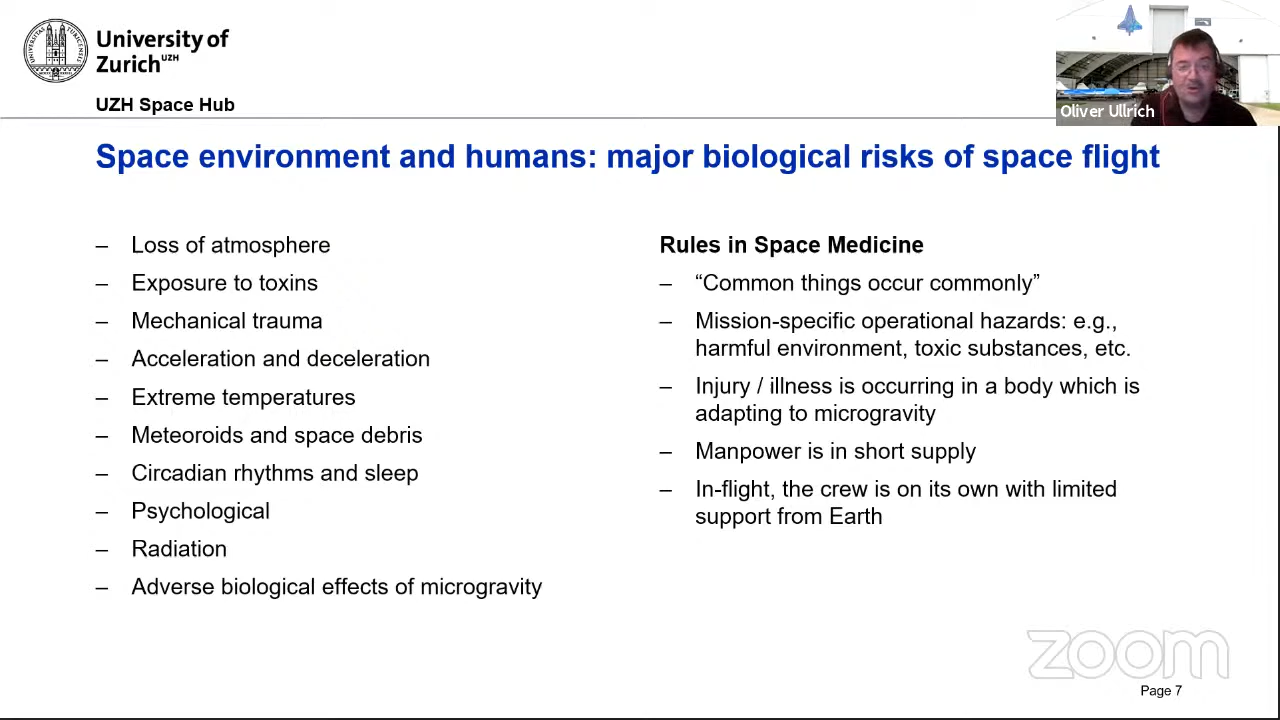 University of
Zurich UZH
UZH Space Hub
Oliver Ullrich
Space environment and humans: major biological risks of space flight
– Loss of atmosphere
– Exposure to toxins
– Mechanical trauma
– Acceleration and deceleration
– Extreme temperatures
– Meteoroids and space debris
– Circadian rhythms and sleep
– Psychological
– Radiation
– Adverse biological effects of microgravity
Rules in Space Medicine
– “Common things occur commonly”
– Mission-specific operational hazards: e.g.,
harmful environment, toxic substances, etc.
– Injury / illness is occurring in a body which is
adapting to microgravity
– Manpower is in short supply
– In-flight, the crew is on its own with limited
support from Earth
zoom
Page 7